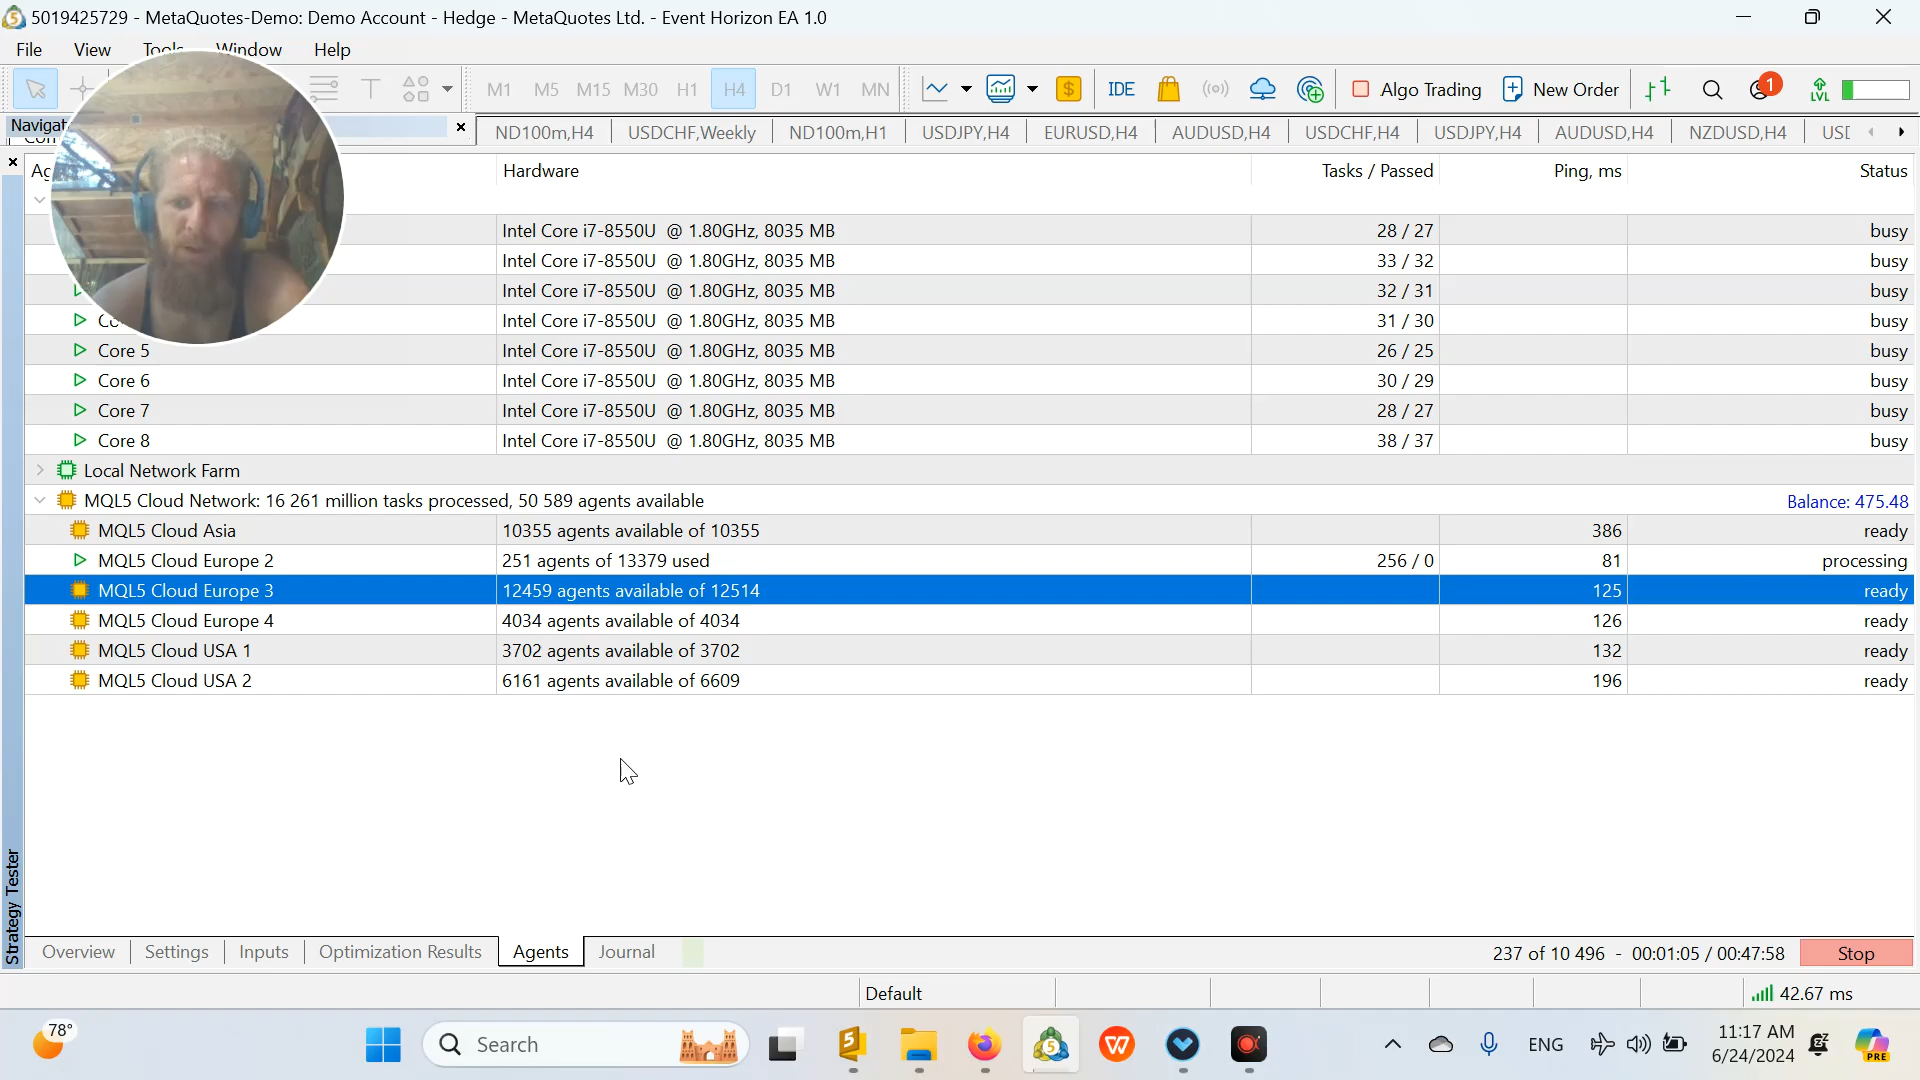 5019425729 - MetaQuotes-Demo: Demo Account - Hedge - MetaQuotes Ltd. - Event Horizon EA 1.0
File View Tools Window Help
M1 M5 M15 M30 H1 H4 D1 W1 MN IDE Algo Trading New Order 1 LVL
ND100m,H4 USDCHF,Weekly ND100m,H1 USDJPY,H4 EURUSD,H4 AUDUSD,H4 USDCHF,H4 USDJPY,H4 AUDUSD,H4 NZDUSD,H4
Hardware Tasks / Passed Ping, ms Status
Intel Core i7-8550U @ 1.80GHz, 8035 MB 28 / 27 busy
Intel Core i7-8550U @ 1.80GHz, 8035 MB 33 / 32 busy
Intel Core i7-8550U @ 1.80GHz, 8035 MB 32 / 31 busy
Intel Core i7-8550U @ 1.80GHz, 8035 MB 31 / 30 busy
Core 5 Intel Core i7-8550U @ 1.80GHz, 8035 MB 26 / 25 busy
Core 6 Intel Core i7-8550U @ 1.80GHz, 8035 MB 30 / 29 busy
Core 7 Intel Core i7-8550U @ 1.80GHz, 8035 MB 28 / 27 busy
Core 8 Intel Core i7-8550U @ 1.80GHz, 8035 MB 38 / 37 busy
Local Network Farm
MQL5 Cloud Network: 16 261 million tasks processed, 50 589 agents available Balance: 475.48
MQL5 Cloud Asia 10355 agents available of 10355 386 ready
MQL5 Cloud Europe 2 251 agents of 13379 used 256 / 0 81 processing
MQL5 Cloud Europe 3 12459 agents available of 12514 125 ready
MQL5 Cloud Europe 4 4034 agents available of 4034 126 ready
MQL5 Cloud USA 1 3702 agents available of 3702 132 ready
MQL5 Cloud USA 2 6161 agents available of 6609 196 ready
Strategy Tester
Overview Settings Inputs Optimization Results Agents Journal 237 of 10 496 - 00:01:05 / 00:47:58 Stop
Default 42.67 ms
78° Search ENG 11:17 AM
6/24/2024 PRE